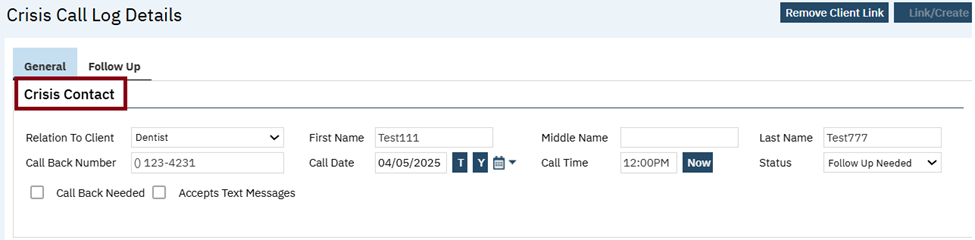 Crisis Call Log Details Remove Client Link Link/Create
General Follow Up
Crisis Contact
Relation To Client Dentist First Name Test111 Middle Name Last Name Test777
Call Back Number () 123-4231 Call Date 04/05/2025 T Y Call Time 12:00PM Now Status Follow Up Needed
Call Back Needed Accepts Text Messages